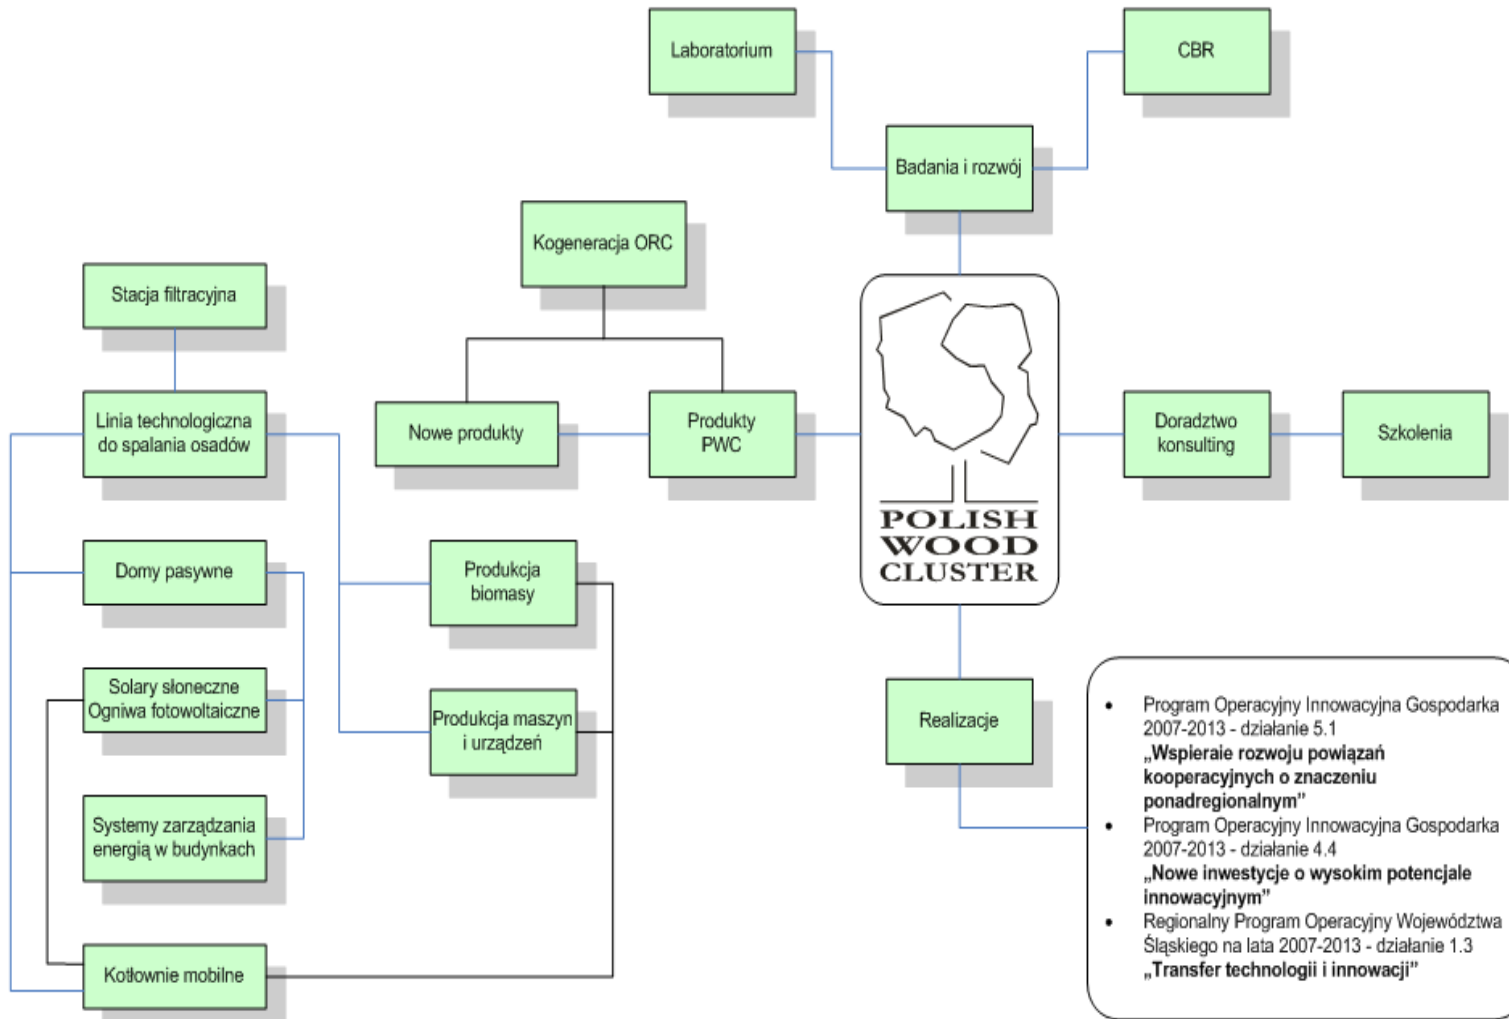 Laboratorium
CBR
Badania i rozwój
Kogeneracja ORC
Stacja filtracyjna
Linia technologiczna
do spalania osadów
Nowe produkty
Produkty
PWC
Doradztwo
konsulting
Szkolenia
POLISH
WOOD
CLUSTER
Domy pasywne
Produkcja
biomasy
Solary słoneczne
Ogniwa fotowoltaiczne
Produkcja maszyn
i urządzeń
Realizacje
Systemy zarządzania
energią w budynkach
Kotłownie mobilne
• Program Operacyjny Innowacyjna Gospodarka
2007-2013 - działanie 5.1
„Wspieraie rozwoju powiązań
kooperacyjnych o znaczeniu
ponadregionalnym”
• Program Operacyjny Innowacyjna Gospodarka
2007-2013 - działanie 4.4
„Nowe inwestycje o wysokim potencjale
innowacyjnym”
• Regionalny Program Operacyjny Województwa
Śląskiego na lata 2007-2013 - działanie 1.3
„Transfer technologii i innowacji”